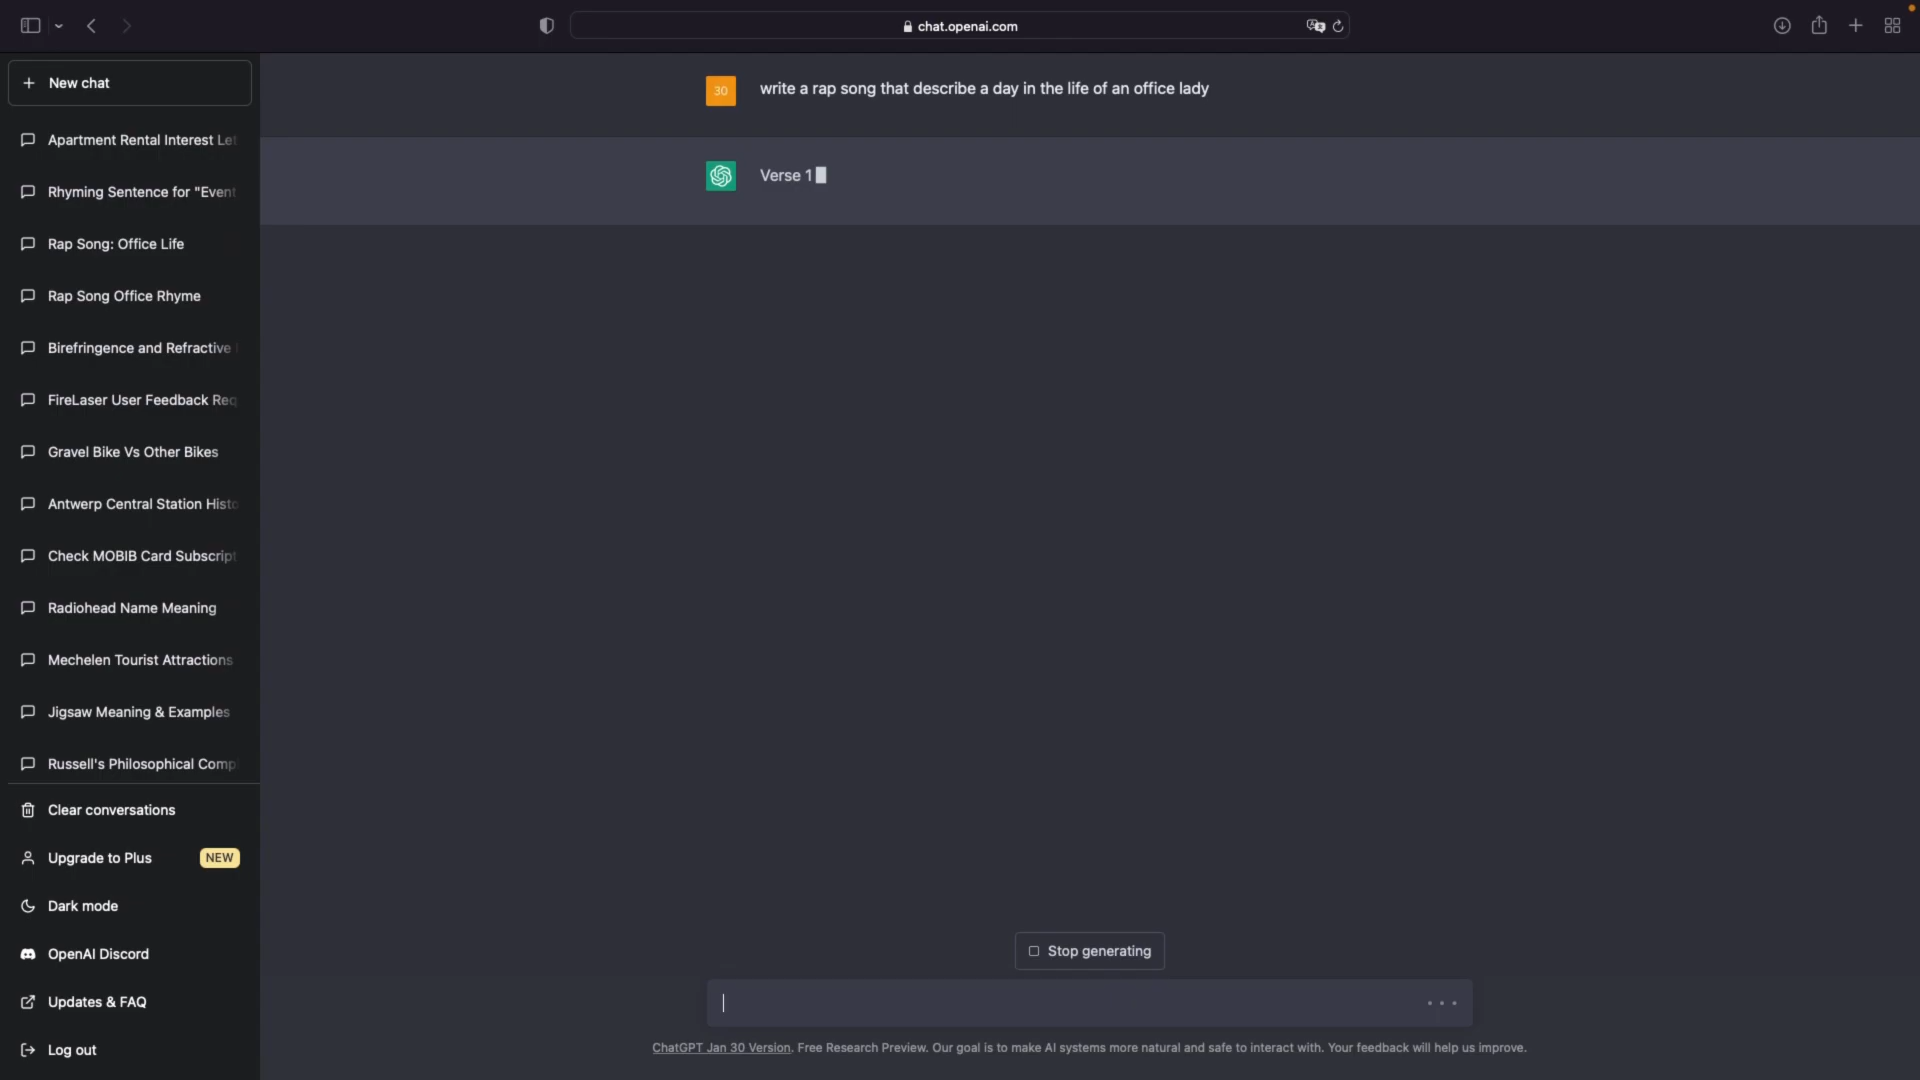 chat.openai.com
New chat
Apartment Rental Interest Let
Rhyming Sentence for "Event
Rap Song: Office Life
Rap Song Office Rhyme
Birefringence and Refractive
FireLaser User Feedback Req
Gravel Bike Vs Other Bikes
Antwerp Central Station Histo
Check MOBIB Card Subscript
Radiohead Name Meaning
Mechelen Tourist Attractions
Jigsaw Meaning & Examples
Russell's Philosophical Comp
Clear conversations
Upgrade to Plus NEW
Dark mode
OpenAI Discord
Updates & FAQ
Log out
30 write a rap song that describe a day in the life of an office lady
Verse 1
Stop generating
ChatGPT Jan 30 Version. Free Research Preview. Our goal is to make AI systems more natural and safe to interact with. Your feedback will help us improve.